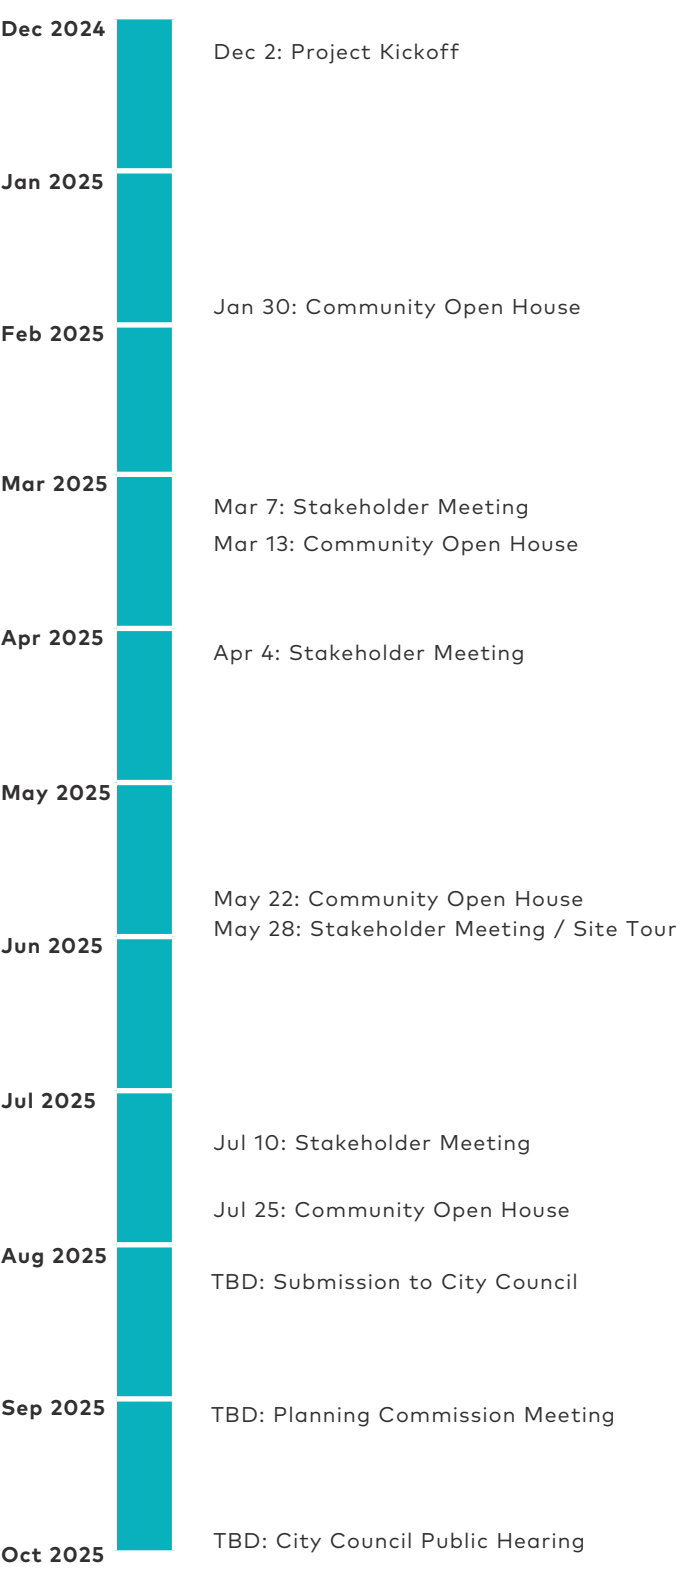 Dec 2024
Dec 2: Project Kickoff
Jan 2025
Jan 30: Community Open House
Feb 2025
Mar 2025
Mar 7: Stakeholder Meeting
Mar 13: Community Open House
Apr 2025
Apr 4: Stakeholder Meeting
May 2025
May 22: Community Open House
May 28: Stakeholder Meeting / Site Tour
Jun 2025
Jul 2025
Jul 10: Stakeholder Meeting
Jul 25: Community Open House
Aug 2025
TBD: Submission to City Council
Sep 2025
TBD: Planning Commission Meeting
TBD: City Council Public Hearing
Oct 2025